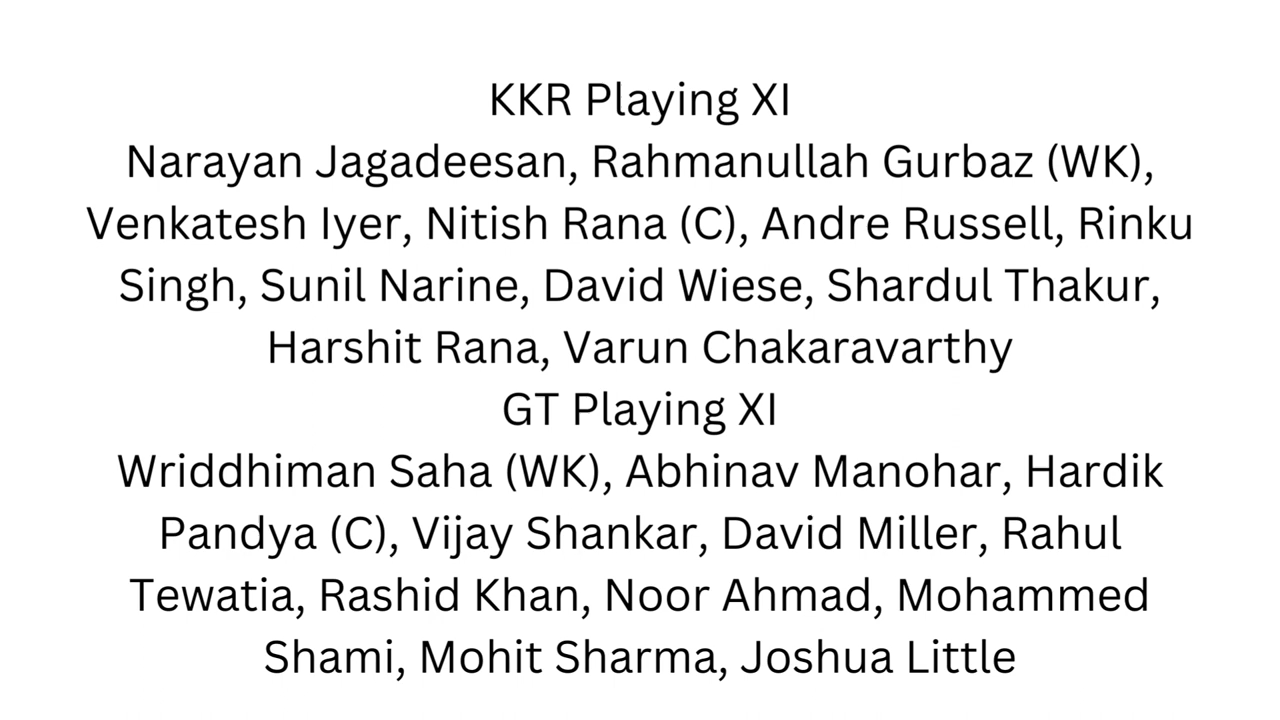 KKR Playing XI
Narayan Jagadeesan, Rahmanullah Gurbaz (WK),
Venkatesh Iyer, Nitish Rana (C), Andre Russell, Rinku
Singh, Sunil Narine, David Wiese, Shardul Thakur,
Harshit Rana, Varun Chakaravarthy
GT Playing XI
Wriddhiman Saha (WK), Abhinav Manohar, Hardik
Pandya (C), Vijay Shankar, David Miller, Rahul
Tewatia, Rashid Khan, Noor Ahmad, Mohammed
Shami, Mohit Sharma, Joshua Little